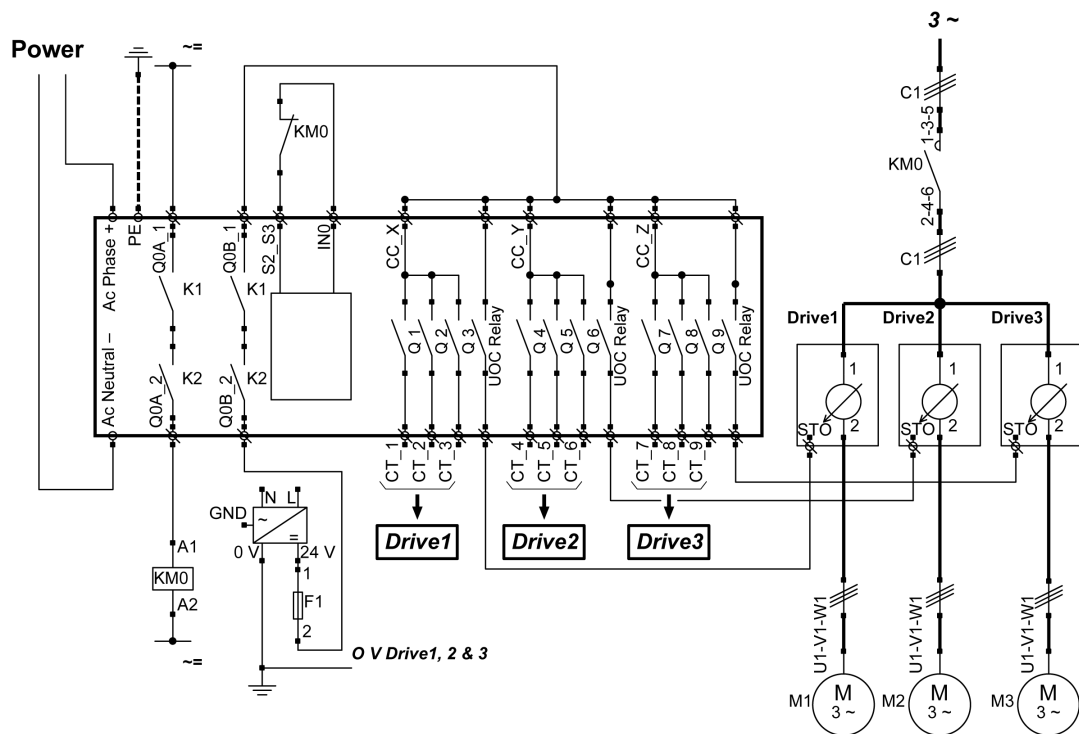 3 ~
Power
~=
C1
1-3-5
KM0
KM0
2-4-6
C1
Ac Phase +
PE
Q0A_1
Q0B_1
S2_S3
IN0
CC_X
CC_Y
CC_Z
K1
K1
Q 1
Q 2
Q 3
UOC Relay
Q 4
Q 5
Q 6
UOC Relay
Q 7
Q 8
Q 9
UOC Relay
Ac Neutral –
Q0A_2
K2
Q0B_2
K2
CT_1
CT_2
CT_3
CT_4
CT_5
CT_6
CT_7
CT_8
CT_9
Drive1
Drive2
Drive3
Drive1
Drive2
Drive3
1
1
1
STO
2
STO
2
STO
2
N L
GND
~
=
0 V
24 V
1
F1
2
A1
KM0
A2
~=
O V Drive1, 2 & 3
U1-V1-W1
U1-V1-W1
U1-V1-W1
M1
M
3 ~
M2
M
3 ~
M3
M
3 ~